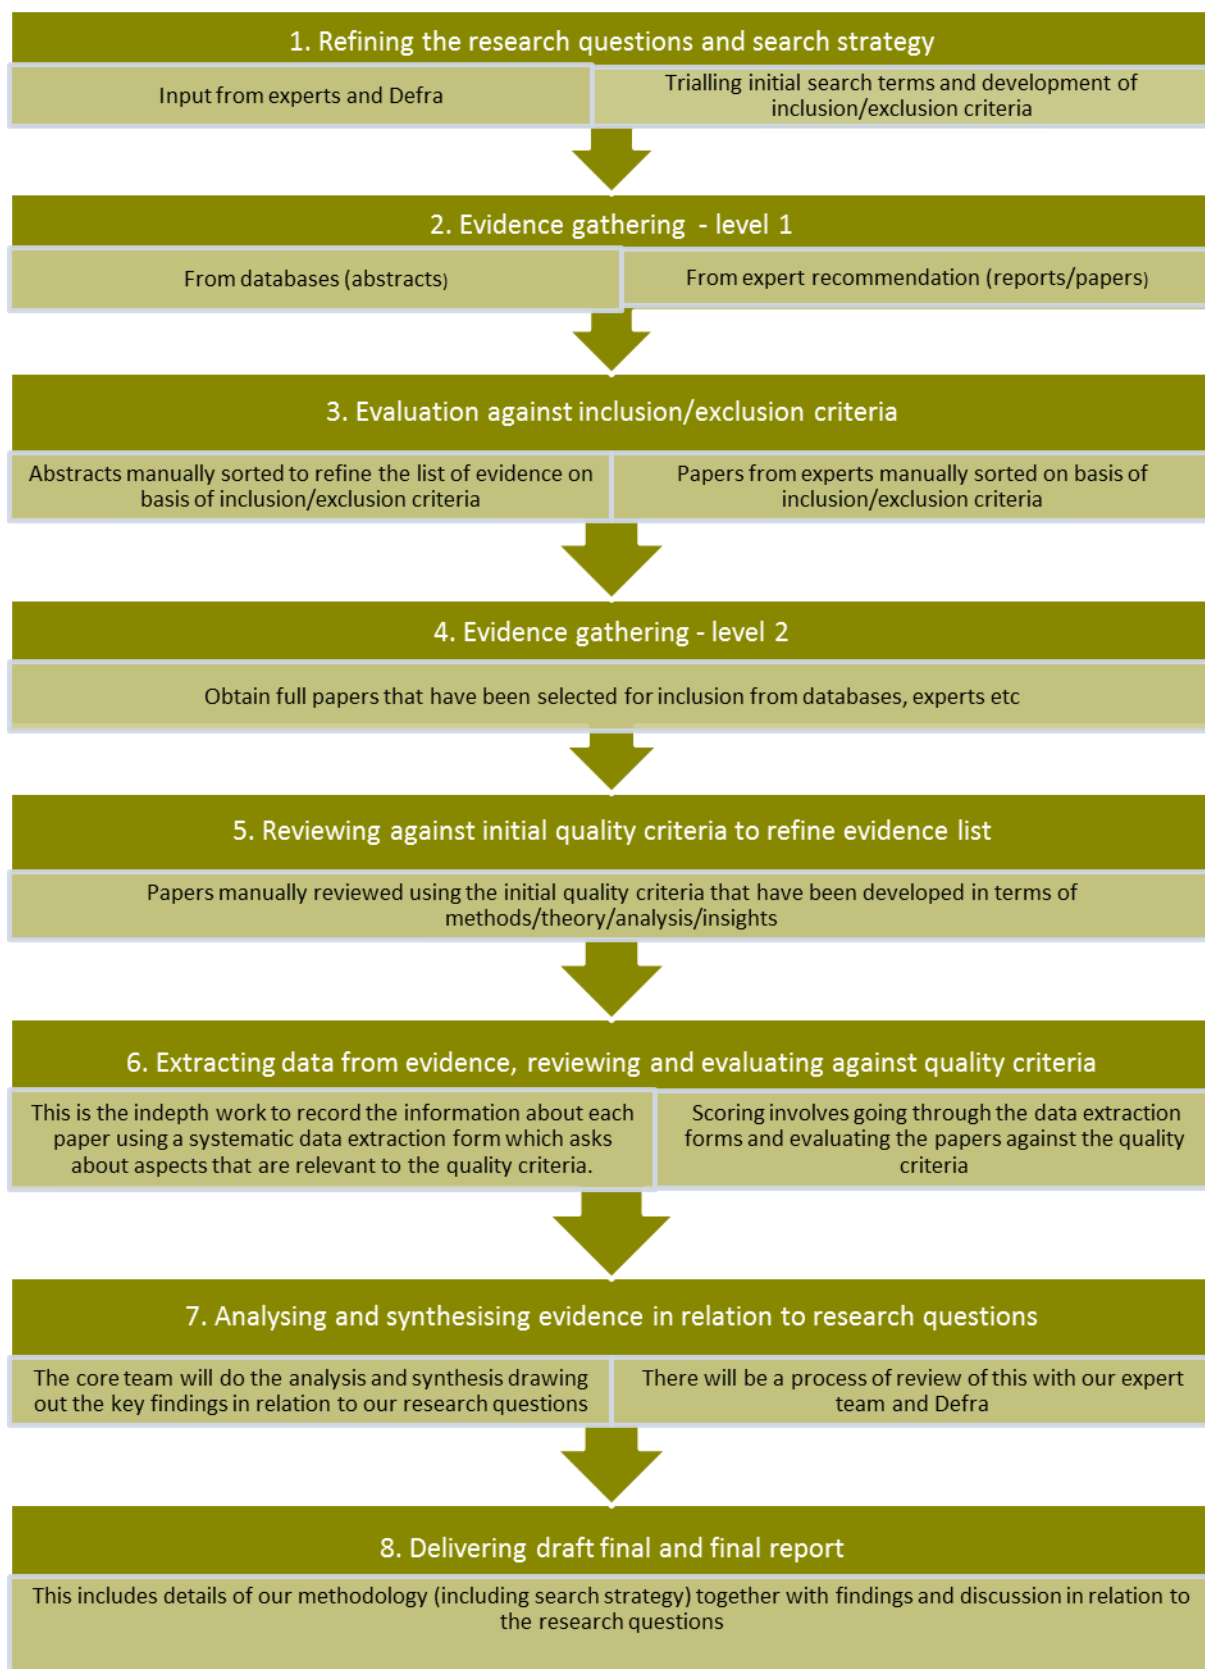 1. Refining the research questions and search strategy
Input from experts and Defra
Trialling initial search terms and development of
inclusion/exclusion criteria
2. Evidence gathering - level 1
From databases (abstracts)
From expert recommendation (reports/papers)
3. Evaluation against inclusion/exclusion criteria
Abstracts manually sorted to refine the list of evidence on
basis of inclusion/exclusion criteria
Papers from experts manually sorted on basis of
inclusion/exclusion criteria
4. Evidence gathering - level 2
Obtain full papers that have been selected for inclusion from databases, experts etc
5. Reviewing against initial quality criteria to refine evidence list
Papers manually reviewed using the initial quality criteria that have been developed in terms of
methods/theory/analysis/insights
6. Extracting data from evidence, reviewing and evaluating against quality criteria
This is the indepth work to record the information about each
paper using a systematic data extraction form which asks
about aspects that are relevant to the quality criteria.
Scoring involves going through the data extraction
forms and evaluating the papers against the quality
criteria
7. Analysing and synthesising evidence in relation to research questions
The core team will do the analysis and synthesis drawing
out the key findings in relation to our research questions
There will be a process of review of this with our expert
team and Defra
8. Delivering draft final and final report
This includes details of our methodology (including search strategy) together with findings and discussion in relation to
the research questions